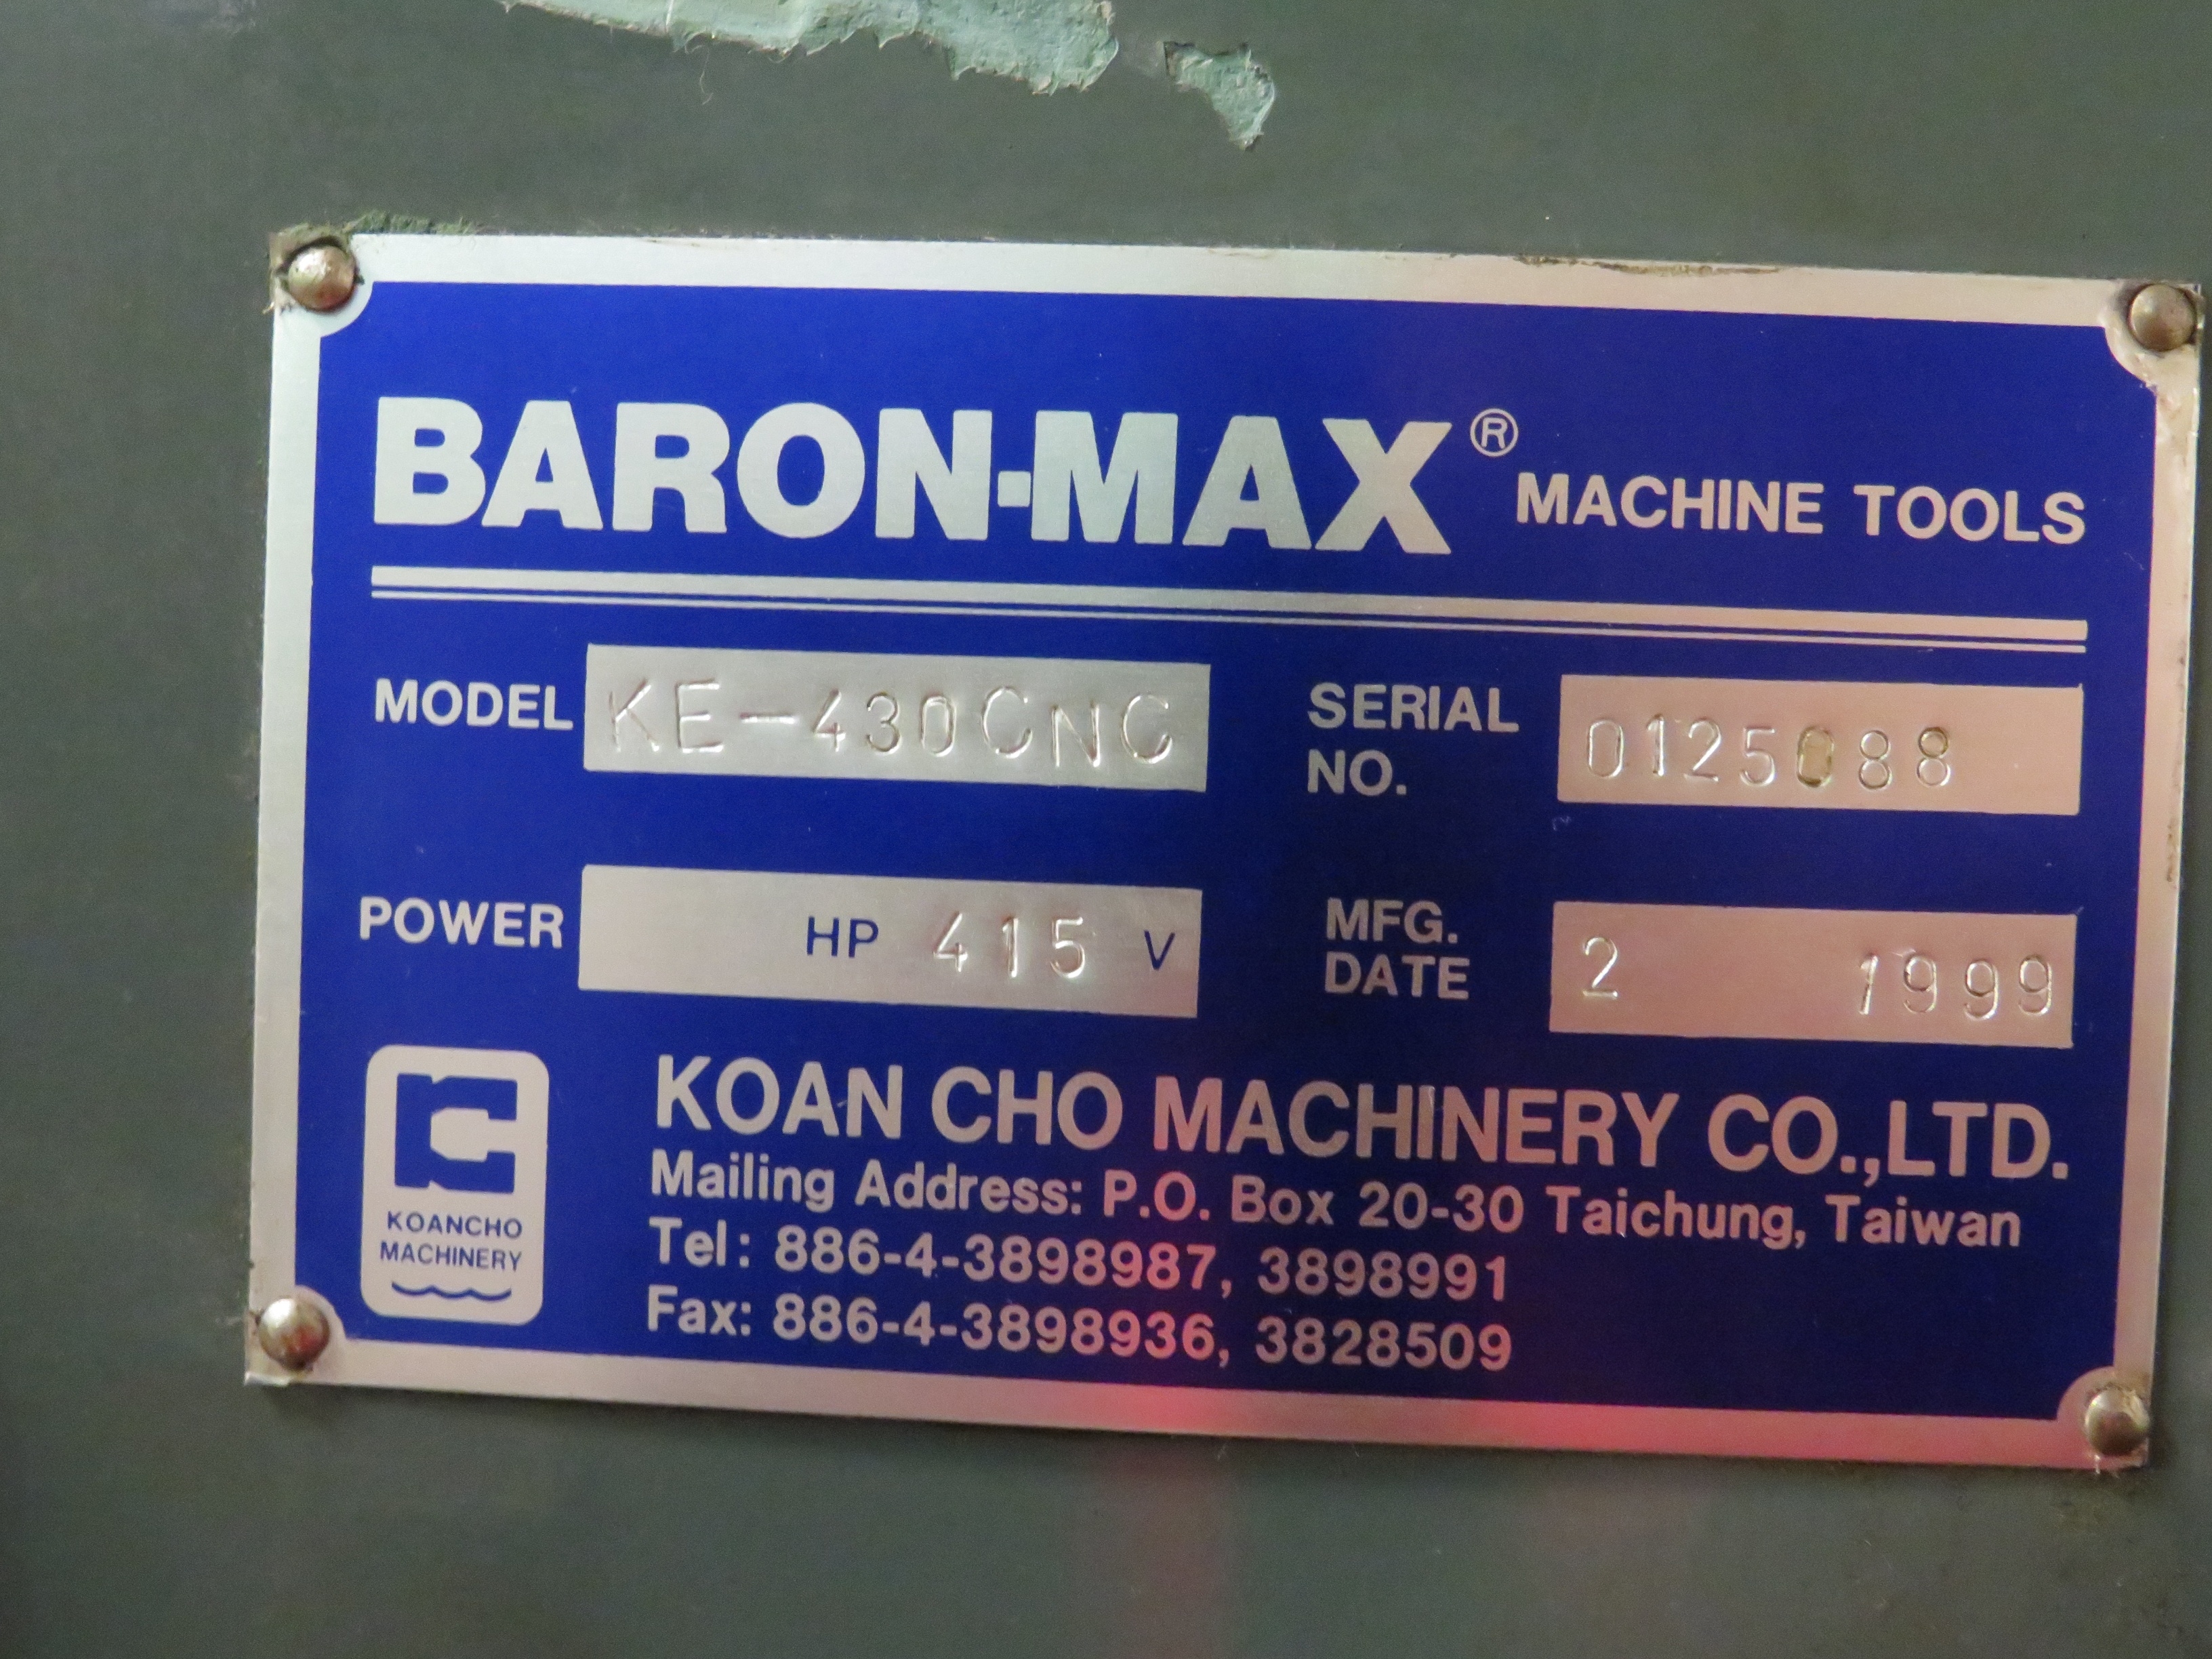 BARON-MAX® MACHINE TOOLS
MODEL KE-430CNC
SERIAL NO. 0125088
POWER HP 415 V
MFG. DATE 2 1999
KOANCHO
MACHINERY
KOAN CHO MACHINERY CO.,LTD.
Mailing Address: P.O. Box 20-30 Taichung, Taiwan
Tel: 886-4-3898987, 3898991
Fax: 886-4-3898936, 3828509